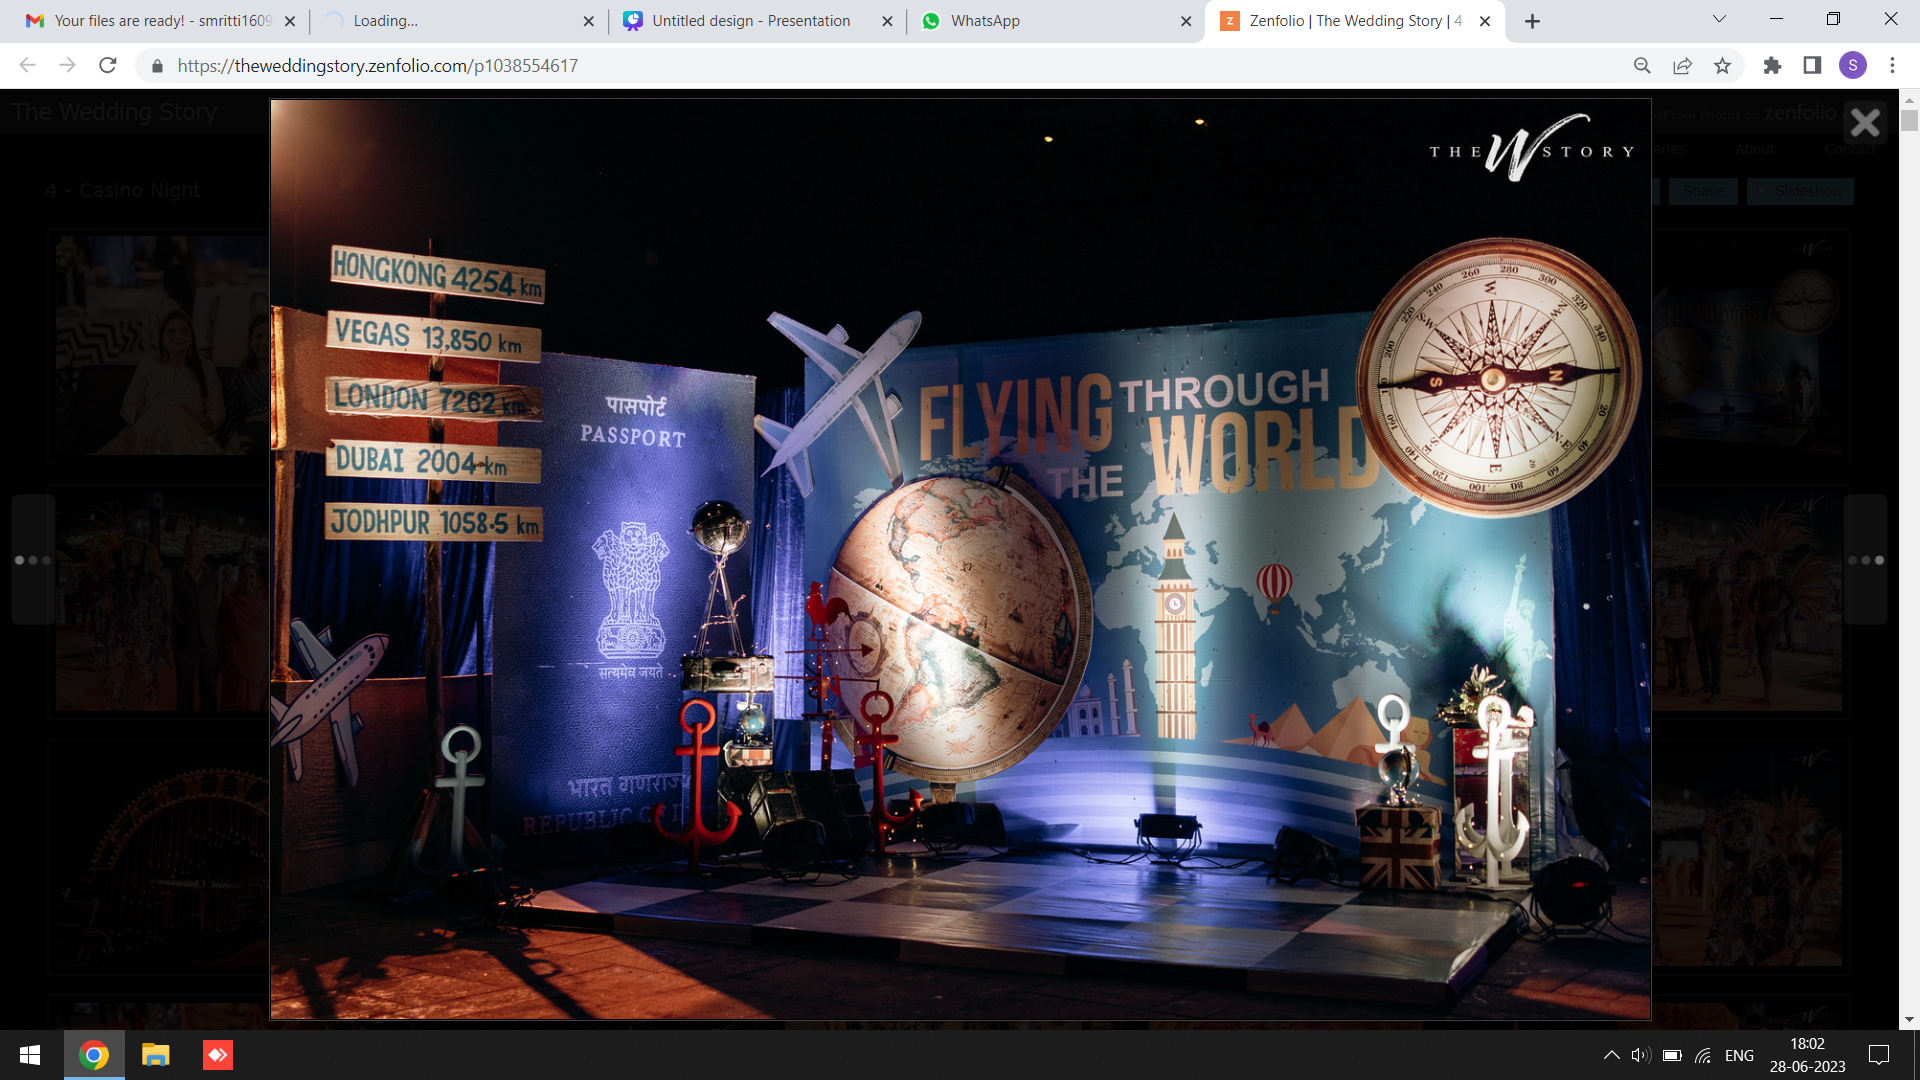 Your files are ready! - smritti1609
Loading...
Untitled design - Presentation
WhatsApp
Zenfolio | The Wedding Story | 4
https://theweddingstory.zenfolio.com/p1038554617
S
The Wedding Story
zenfolio
About
Contact
4 - Casino Night
Share
Slideshow
THE W STORY
HONGKONG 4254 km
VEGAS 13,850 km
LONDON 7262 km
DUBAI 2004 km
JODHPUR 1058.5 km
पासपोर्ट
PASSPORT
सत्यमेव जयते
भारत गणराज्य
REPUBLIC OF I
FLYING THROUGH
THE WORLD
ENG
18:02
28-06-2023